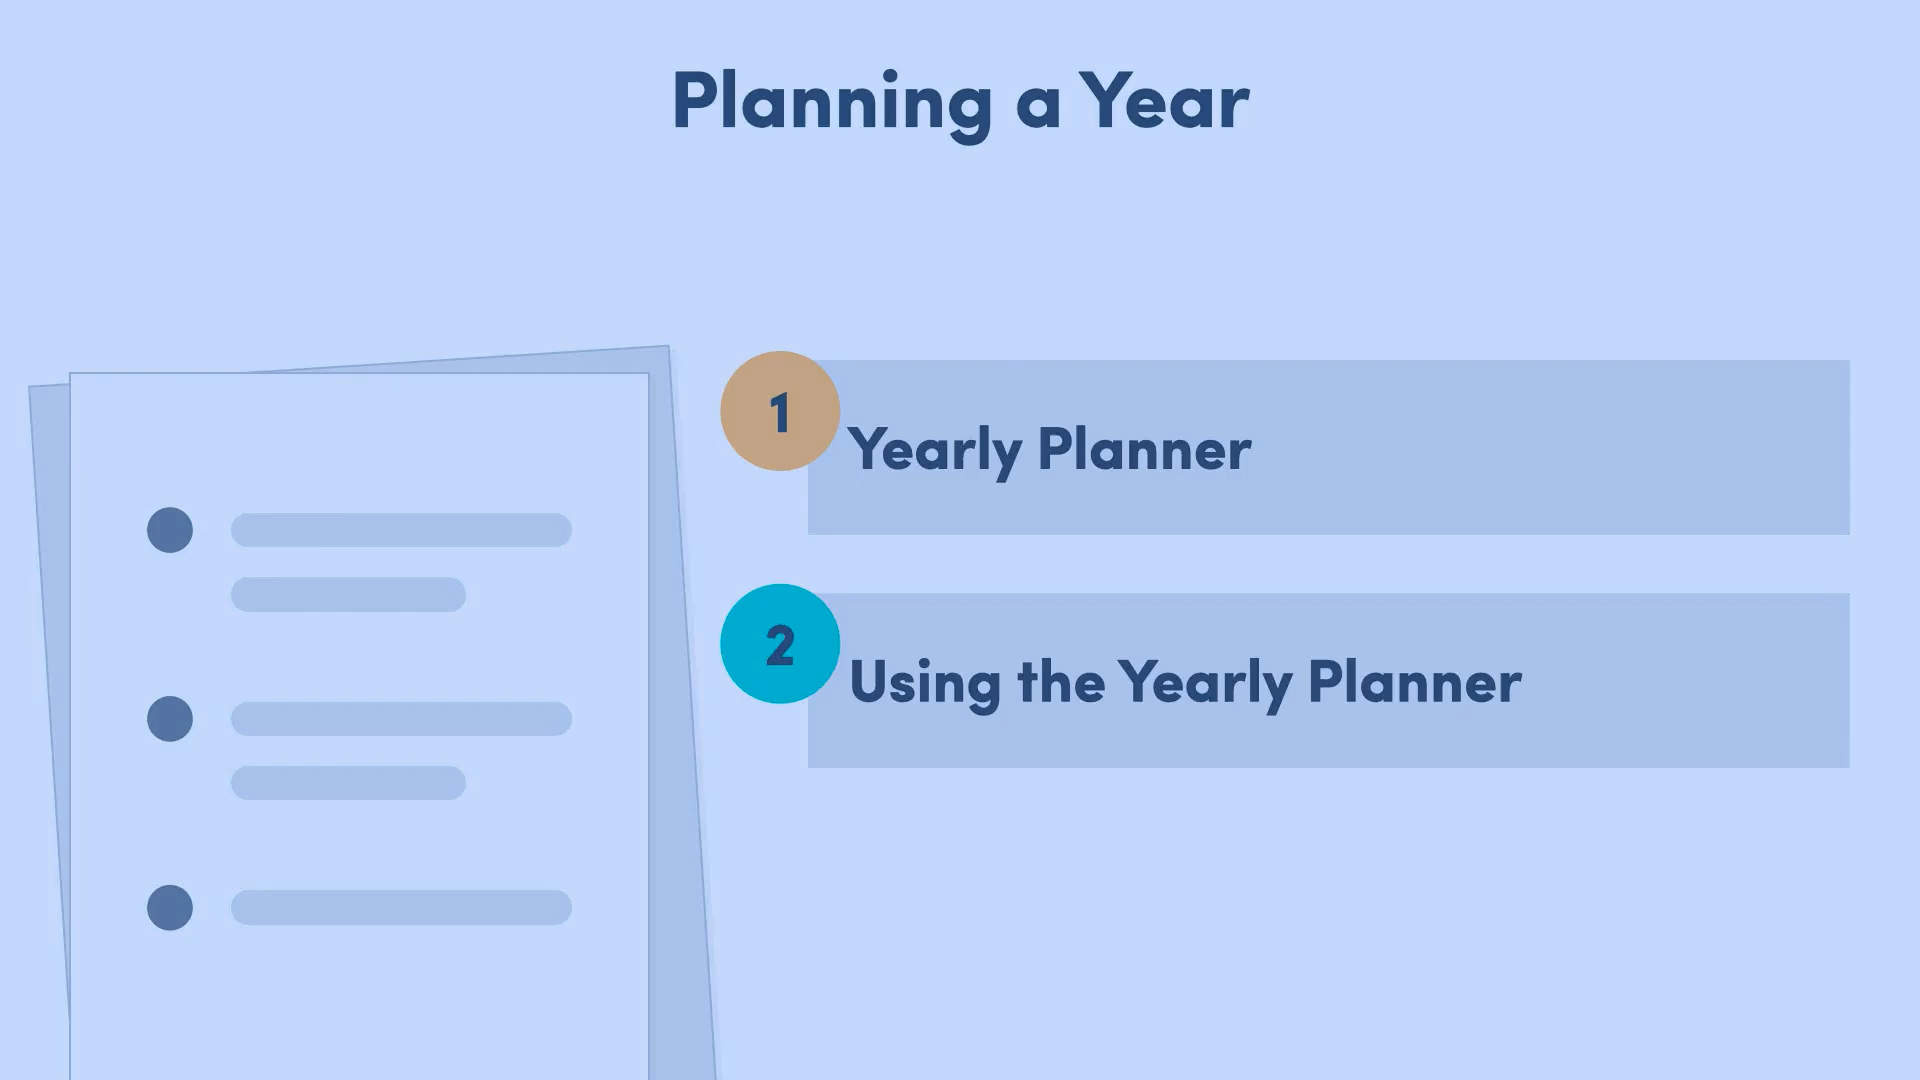 Planning a Year
1
Yearly Planner
2
Using the Yearly Planner